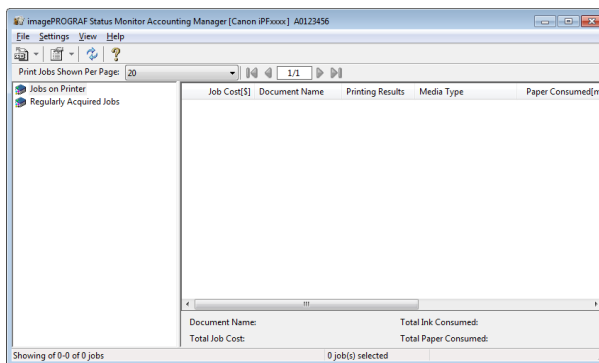 imagePROGRAF Status Monitor Accounting Manager [Canon iPFxxxx] A0123456
File Settings View Help
Print Jobs Shown Per Page: 20 1/1
Jobs on Printer
Regularly Acquired Jobs
Job Cost[$] Document Name Printing Results Media Type Paper Consumed[m
Document Name: Total Ink Consumed:
Total Job Cost: Total Paper Consumed:
Showing of 0-0 of 0 jobs 0 job(s) selected